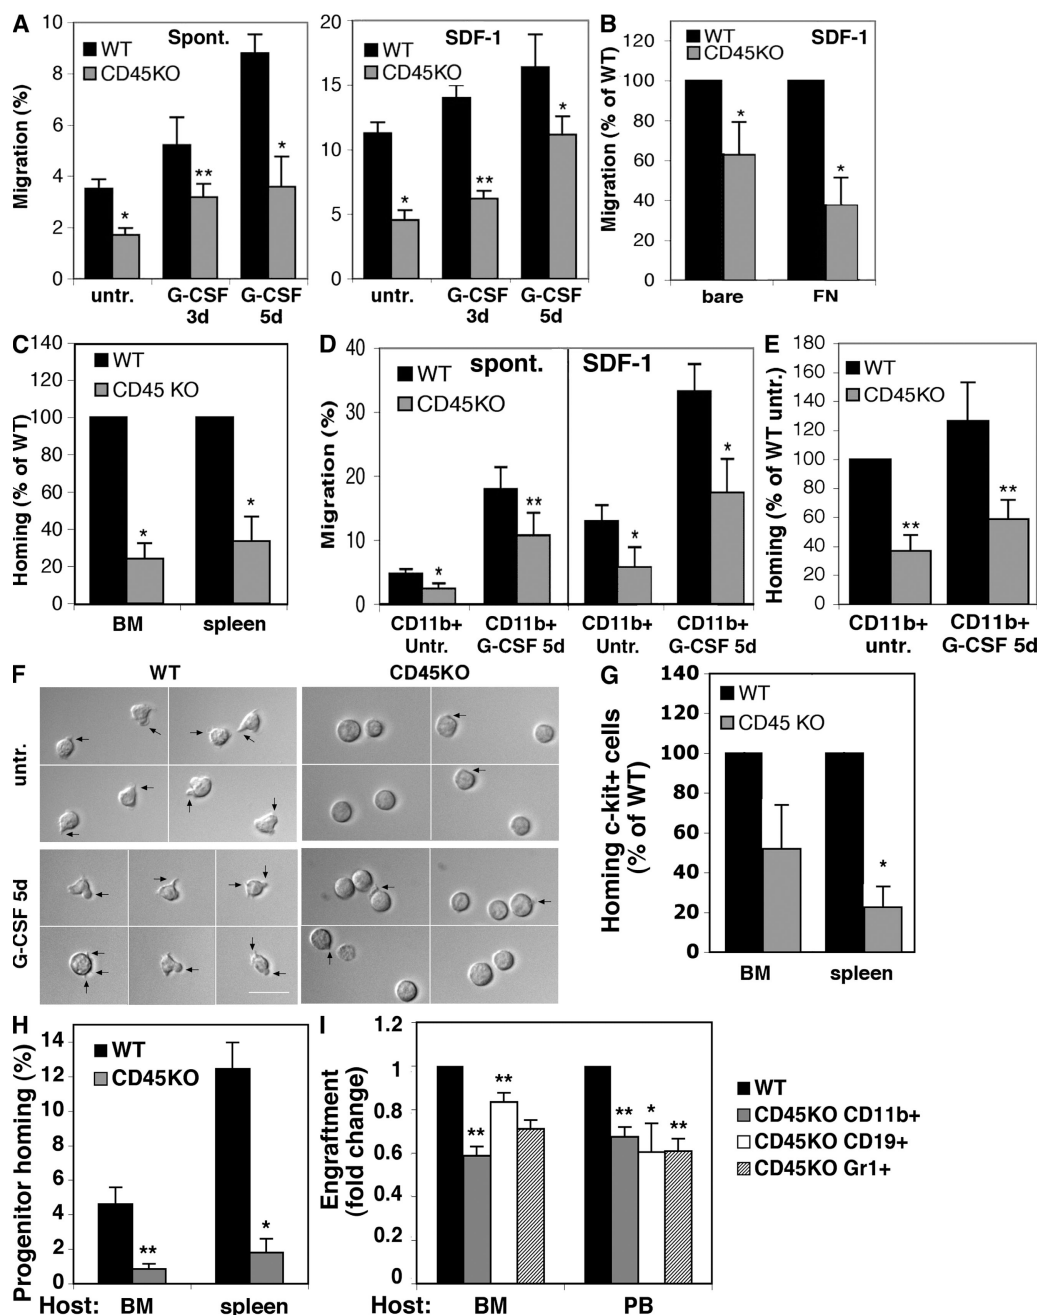 A
10
8
6
4
2
0
Migration (%)
Spont.
WT
CD45KO
*
**
*
untr.
G-CSF
3d
G-CSF
5d
20
15
10
5
0
SDF-1
WT
CD45KO
*
**
*
untr.
G-CSF
3d
G-CSF
5d
B
120
100
80
60
40
20
0
Migration (% of WT)
WT
SDF-1
CD45KO
*
*
bare
FN
C
140
120
100
80
60
40
20
0
Homing (% of WT)
WT
CD45 KO
*
*
BM
spleen
D
40
30
20
10
0
Migration (%)
spont.
SDF-1
WT
CD45KO
*
**
*
*
CD11b+
Untr.
CD11b+
G-CSF 5d
CD11b+
Untr.
CD11b+
G-CSF 5d
E
180
160
140
120
100
80
60
40
20
0
Homing (% of WT untr.)
WT
CD45KO
**
**
CD11b+
untr.
CD11b+
G-CSF 5d
F
WT
CD45KO
untr.
G-CSF 5d
G
140
120
100
80
60
40
20
0
Homing c-kit+ cells
(% of WT)
WT
CD45 KO
*
BM
spleen
H
14
12
10
8
6
4
2
0
Progenitor homing (%)
WT
CD45KO
**
*
Host:
BM
spleen
I
1.2
1
0.8
0.6
0.4
0.2
0
Engraftment
(fold change)
**
**
**
*
**
Host:
BM
PB
WT
CD45KO CD11b+
CD45KO CD19+
CD45KO Gr1+